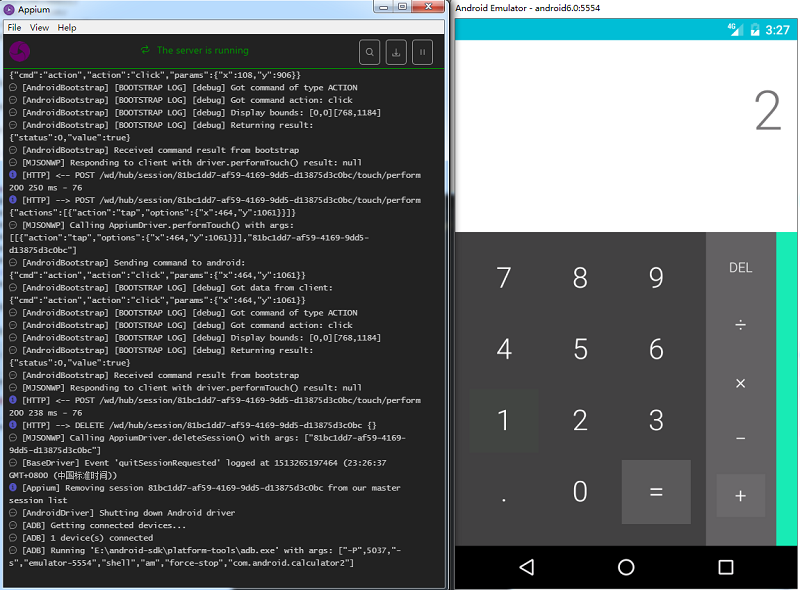 Appium
File View Help
The server is running
{"cmd":"action","action":"click","params":{"x":108,"y":906}}
[AndroidBootstrap] [BOOTSTRAP LOG] [debug] Got command of type ACTION
[AndroidBootstrap] [BOOTSTRAP LOG] [debug] Got command action: click
[AndroidBootstrap] [BOOTSTRAP LOG] [debug] Display bounds: [0,0][768,1184]
[AndroidBootstrap] [BOOTSTRAP LOG] [debug] Returning result:
{"status":0,"value":true}
[AndroidBootstrap] Received command result from bootstrap
[MJSONWP] Responding to client with driver.performTouch() result: null
[HTTP] <-- POST /wd/hub/session/81bc1dd7-af59-4169-9dd5-d13875d3c0bc/touch/perform
200 250 ms - 76
[HTTP] --> POST /wd/hub/session/81bc1dd7-af59-4169-9dd5-d13875d3c0bc/touch/perform
{"actions":[{"action":"tap","options":{"x":464,"y":1061}}]}
[MJSONWP] Calling AppiumDriver.performTouch() with args:
[[{"action":"tap","options":{"x":464,"y":1061}}],"81bc1dd7-af59-4169-9dd5-
d13875d3c0bc"]
[AndroidBootstrap] Sending command to android:
{"cmd":"action","action":"click","params":{"x":464,"y":1061}}
[AndroidBootstrap] [BOOTSTRAP LOG] [debug] Got data from client:
{"cmd":"action","action":"click","params":{"x":464,"y":1061}}
[AndroidBootstrap] [BOOTSTRAP LOG] [debug] Got command of type ACTION
[AndroidBootstrap] [BOOTSTRAP LOG] [debug] Got command action: click
[AndroidBootstrap] [BOOTSTRAP LOG] [debug] Display bounds: [0,0][768,1184]
[AndroidBootstrap] [BOOTSTRAP LOG] [debug] Returning result:
{"status":0,"value":true}
[AndroidBootstrap] Received command result from bootstrap
[MJSONWP] Responding to client with driver.performTouch() result: null
[HTTP] <-- POST /wd/hub/session/81bc1dd7-af59-4169-9dd5-d13875d3c0bc/touch/perform
200 238 ms - 76
[HTTP] --> DELETE /wd/hub/session/81bc1dd7-af59-4169-9dd5-d13875d3c0bc {}
[MJSONWP] Calling AppiumDriver.deleteSession() with args: ["81bc1dd7-af59-4169-
9dd5-d13875d3c0bc"]
[BaseDriver] Event 'quitSessionRequested' logged at 1513265197464 (23:26:37
GMT+0800 (中国标准时间))
[Appium] Removing session 81bc1dd7-af59-4169-9dd5-d13875d3c0bc from our master
session list
[AndroidDriver] Shutting down Android driver
[ADB] Getting connected devices...
[ADB] 1 device(s) connected
[ADB] Running 'E:\android-sdk\platform-tools\adb.exe' with args: ["-P",5037,"-
s","emulator-5554","shell","am","force-stop","com.android.calculator2"]
Android Emulator - android6.0:5554
4G 3:27
2
7 8 9 DEL
÷
4 5 6
×
1 2 3
−
. 0 = +